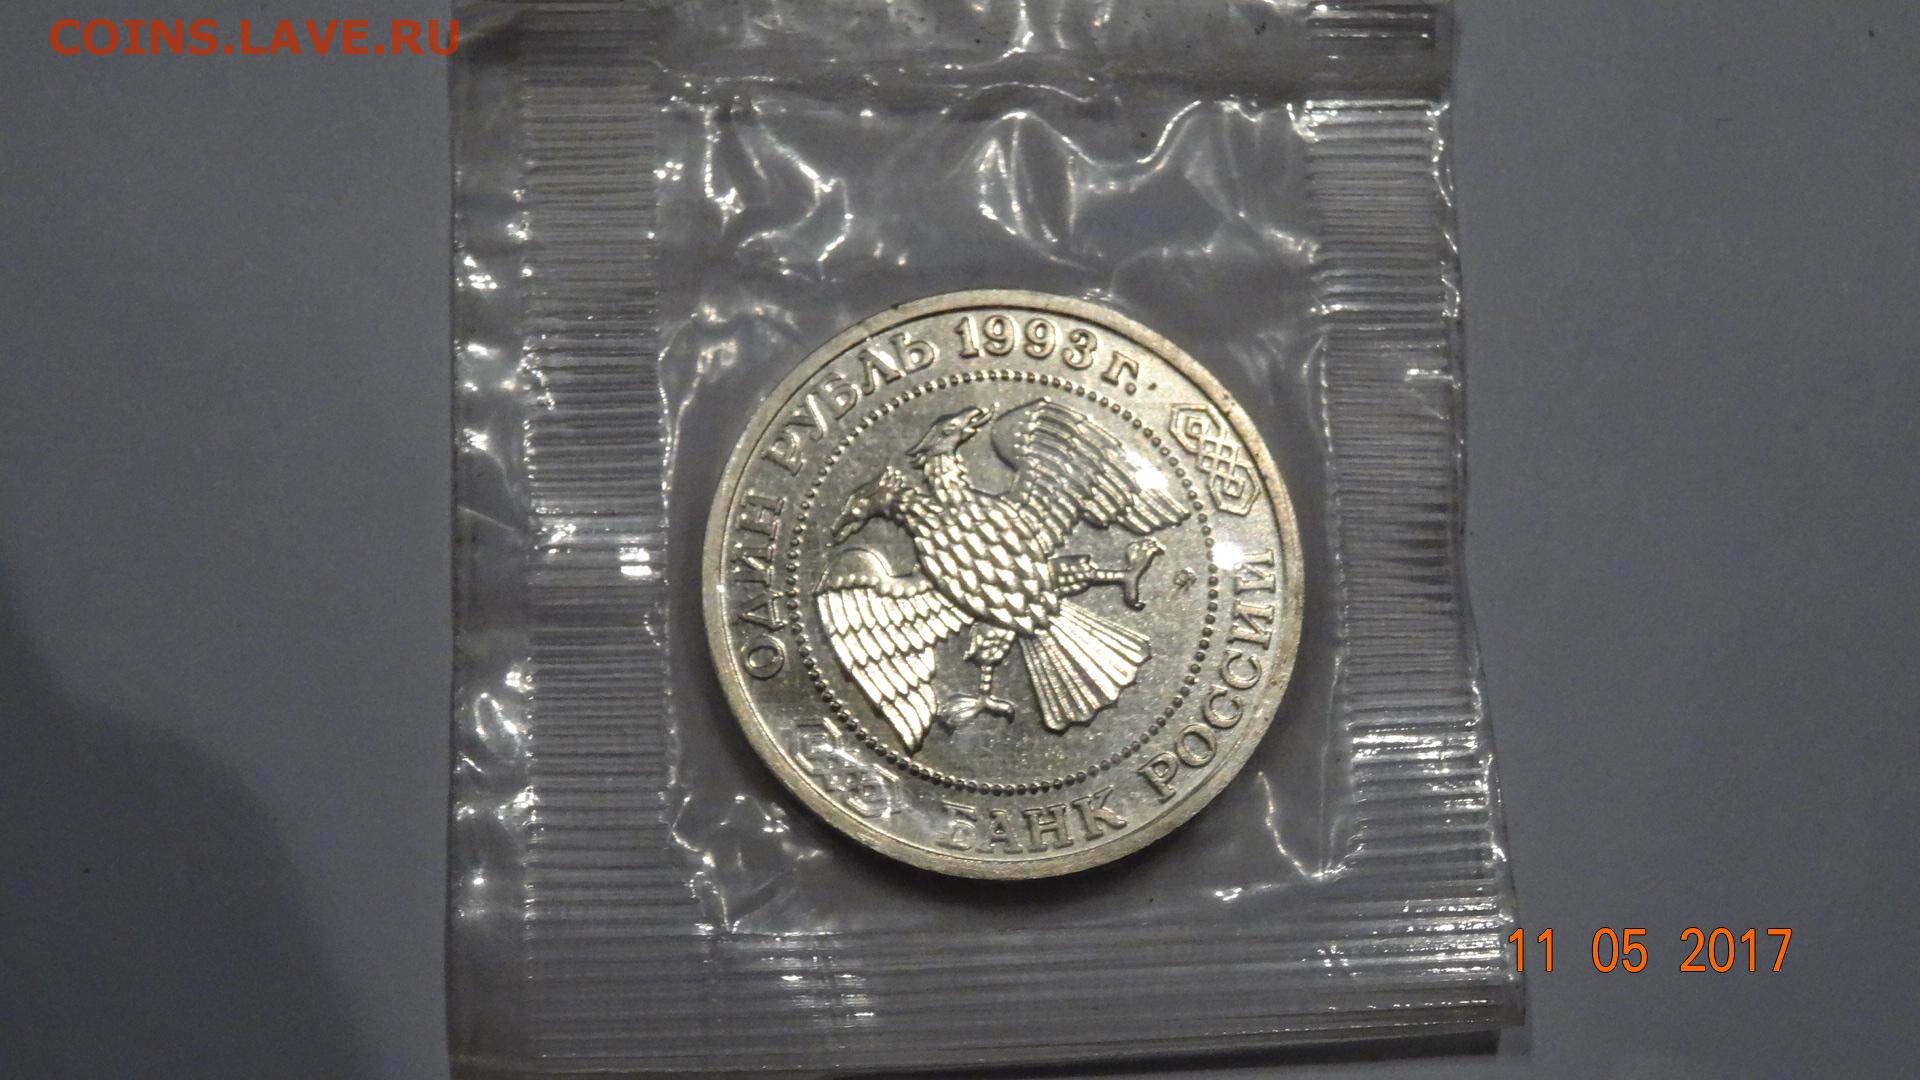 COINS.LAVE.RU
ОДИН РУБЛЬ 1993 г.
БАНК РОССИИ
11 05 2017